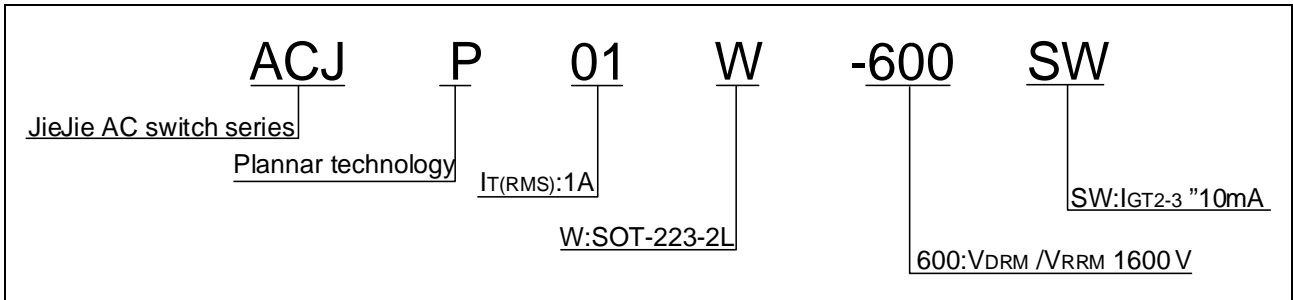 ACJ P 01 W -600 SW
JieJie AC switch series
Plannar technology
IT(RMS):1A
SW:IGT2-3 ”10mA
W:SOT-223-2L
600:VDRM /VRRM 1600 V